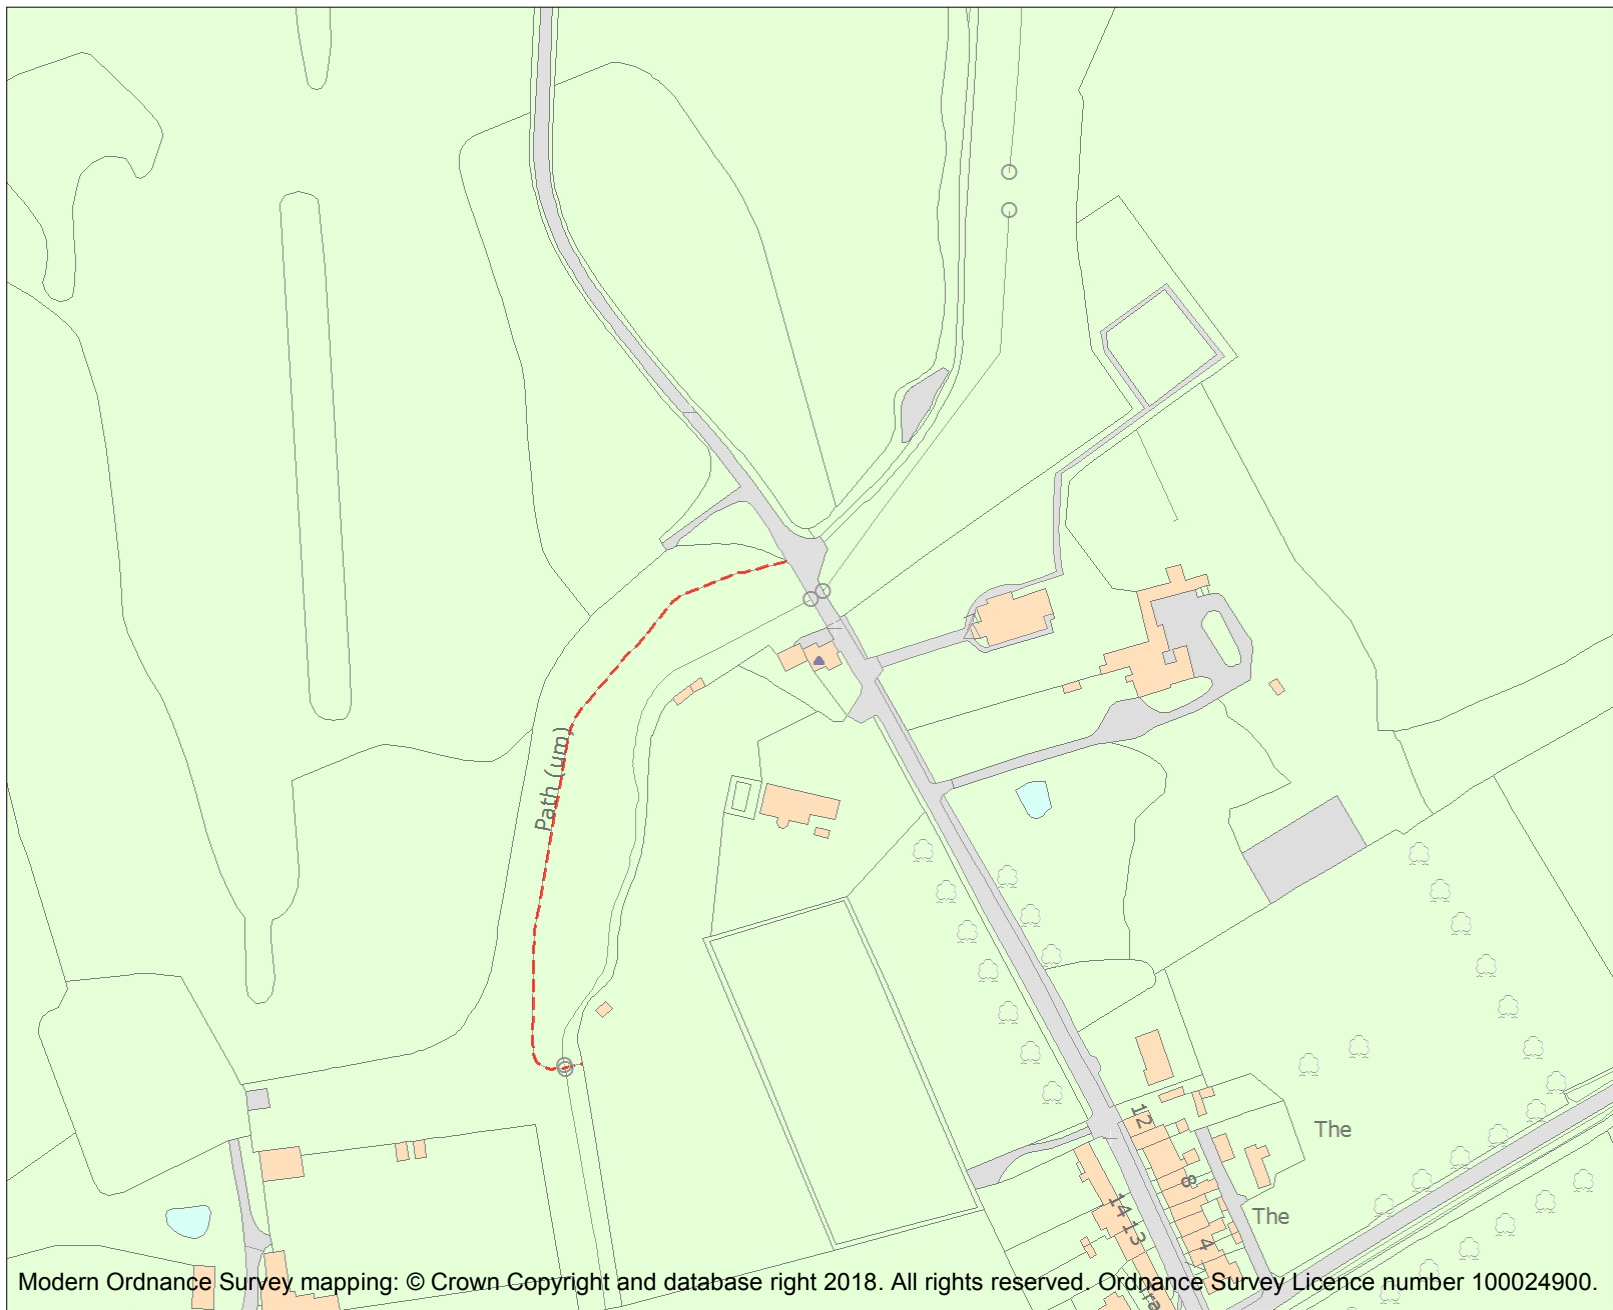 Path (um)
12
The
8
The
14
13
4
Modern Ordnance Survey mapping: © Crown Copyright and database right 2018. All rights reserved. Ordnance Survey Licence number 100024900.